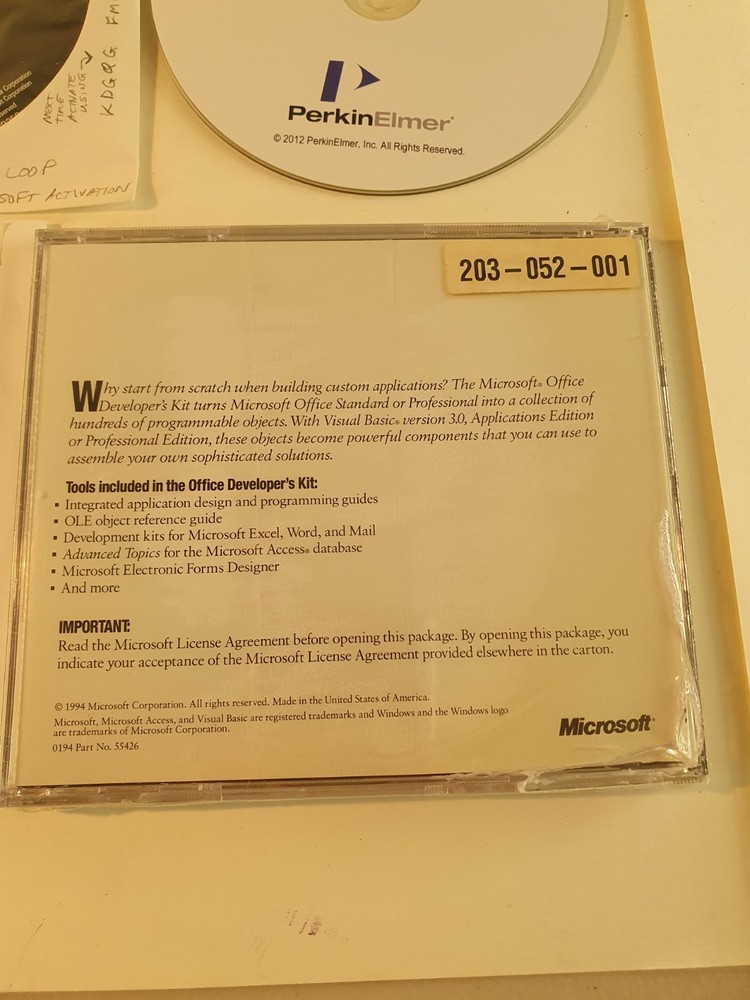 Corporation
Corporation
NEXT
TIME
ACTIVATE
USING
KDGQG FM
LOOP
SOFT ACTIVATION
PerkinElmer
© 2012 PerkinElmer, Inc. All Rights Reserved.
203-052-001
Why start from scratch when building custom applications? The Microsoft® Office
Developer's Kit turns Microsoft Office Standard or Professional into a collection of
hundreds of programmable objects. With Visual Basic® version 3.0, Applications Edition
or Professional Edition, these objects become powerful components that you can use to
assemble your own sophisticated solutions.
Tools included in the Office Developer's Kit:
▪ Integrated application design and programming guides
▪ OLE object reference guide
▪ Development kits for Microsoft Excel, Word, and Mail
▪ Advanced Topics for the Microsoft Access® database
▪ Microsoft Electronic Forms Designer
▪ And more
IMPORTANT:
Read the Microsoft License Agreement before opening this package. By opening this package, you
indicate your acceptance of the Microsoft License Agreement provided elsewhere in the carton.
© 1994 Microsoft Corporation. All rights reserved. Made in the United States of America.
Microsoft, Microsoft Access, and Visual Basic are registered trademarks and Windows and the Windows logo
are trademarks of Microsoft Corporation.
0194 Part No. 55426
Microsoft®